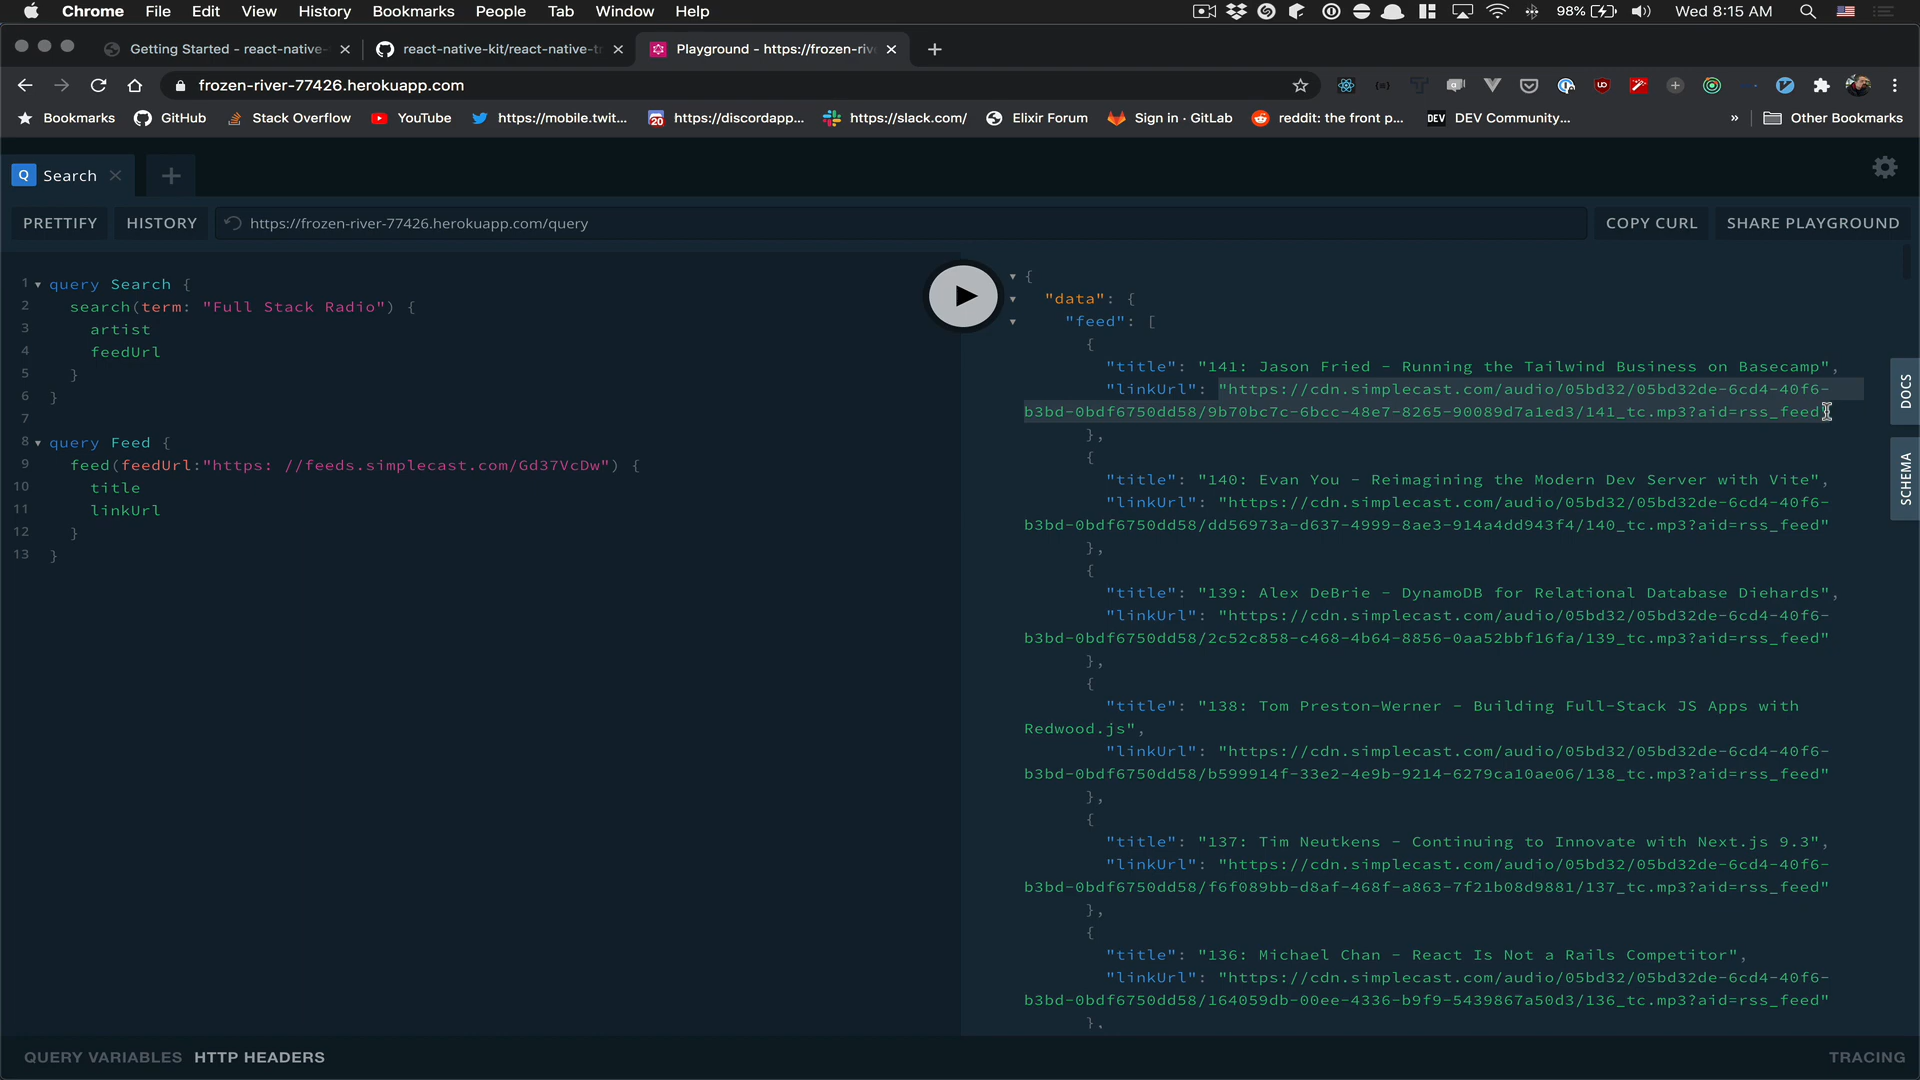 Chrome File Edit View History Bookmarks People Tab Window Help 98% Wed 8:15 AM
Getting Started - react-native- react-native-kit/react-native-tr Playground - https://frozen-riv
frozen-river-77426.herokuapp.com
Bookmarks GitHub Stack Overflow YouTube https://mobile.twit... 20 https://discordapp... https://slack.com/ Elixir Forum Sign in · GitLab reddit: the front p... DEV DEV Community... » Other Bookmarks
Q Search
PRETTIFY HISTORY https://frozen-river-77426.herokuapp.com/query COPY CURL SHARE PLAYGROUND
1 query Search {
2 search(term: "Full Stack Radio") {
3 artist
4 feedUrl
5 }
6 }
7
8 query Feed {
9 feed(feedUrl:"https: //feeds.simplecast.com/Gd37VcDw") {
10 title
11 linkUrl
12 }
13 }
{
"data": {
"feed": [
{
"title": "141: Jason Fried - Running the Tailwind Business on Basecamp",
"linkUrl": "https://cdn.simplecast.com/audio/05bd32/05bd32de-6cd4-40f6-
b3bd-0bdf6750dd58/9b70bc7c-6bcc-48e7-8265-90089d7a1ed3/141_tc.mp3?aid=rss_feed"
},
{
"title": "140: Evan You - Reimagining the Modern Dev Server with Vite",
"linkUrl": "https://cdn.simplecast.com/audio/05bd32/05bd32de-6cd4-40f6-
b3bd-0bdf6750dd58/dd56973a-d637-4999-8ae3-914a4dd943f4/140_tc.mp3?aid=rss_feed"
},
{
"title": "139: Alex DeBrie - DynamoDB for Relational Database Diehards",
"linkUrl": "https://cdn.simplecast.com/audio/05bd32/05bd32de-6cd4-40f6-
b3bd-0bdf6750dd58/2c52c858-c468-4b64-8856-0aa52bbf16fa/139_tc.mp3?aid=rss_feed"
},
{
"title": "138: Tom Preston-Werner - Building Full-Stack JS Apps with
Redwood.js",
"linkUrl": "https://cdn.simplecast.com/audio/05bd32/05bd32de-6cd4-40f6-
b3bd-0bdf6750dd58/b599914f-33e2-4e9b-9214-6279ca10ae06/138_tc.mp3?aid=rss_feed"
},
{
"title": "137: Tim Neutkens - Continuing to Innovate with Next.js 9.3",
"linkUrl": "https://cdn.simplecast.com/audio/05bd32/05bd32de-6cd4-40f6-
b3bd-0bdf6750dd58/f6f089bb-d8af-468f-a863-7f21b08d9881/137_tc.mp3?aid=rss_feed"
},
{
"title": "136: Michael Chan - React Is Not a Rails Competitor",
"linkUrl": "https://cdn.simplecast.com/audio/05bd32/05bd32de-6cd4-40f6-
b3bd-0bdf6750dd58/164059db-00ee-4336-b9f9-5439867a50d3/136_tc.mp3?aid=rss_feed"
},
DOCS
SCHEMA
QUERY VARIABLES HTTP HEADERS TRACING